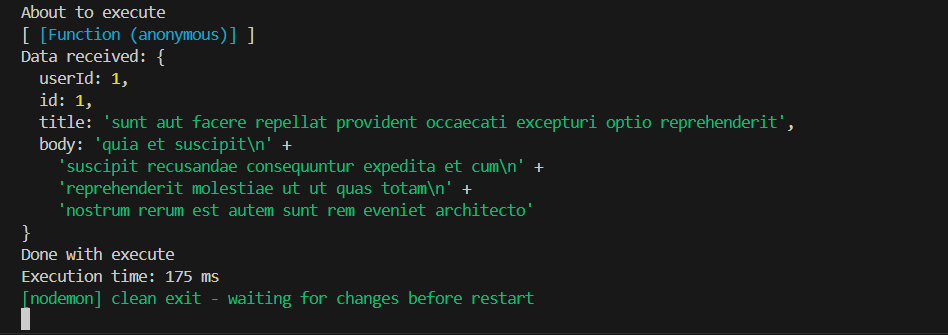 About to execute
[ [Function (anonymous)] ]
Data received: {
  userId: 1,
  id: 1,
  title: 'sunt aut facere repellat provident occaecati excepturi optio reprehenderit',
  body: 'quia et suscipit\n' +
    'suscipit recusandae consequuntur expedita et cum\n' +
    'reprehenderit molestiae ut ut quas totam\n' +
    'nostrum rerum est autem sunt rem eveniet architecto'
}
Done with execute
Execution time: 175 ms
[nodemon] clean exit - waiting for changes before restart